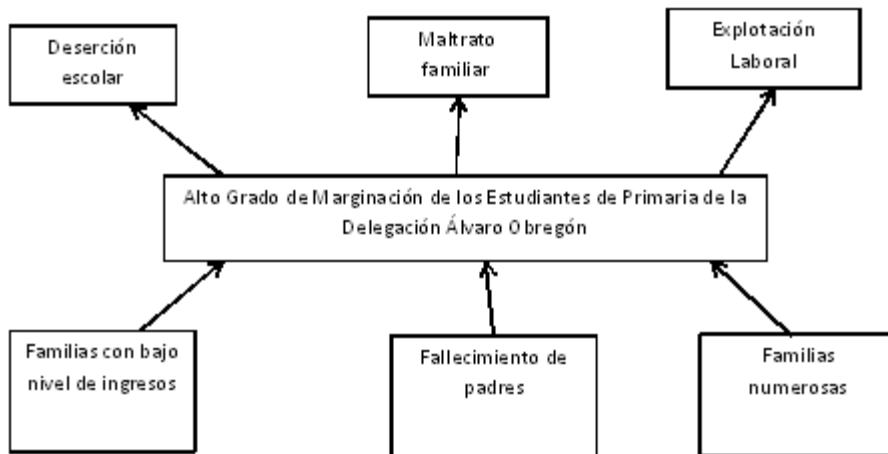 Deserción
escolar
Maltrato
familiar
Explotación
Laboral
Alto Grado de Marginación de los Estudiantes de Primaria de la
Delegación Álvaro Obregón
Familias con bajo
nivel de ingresos
Fallecimiento de
padres
Familias
numerosas